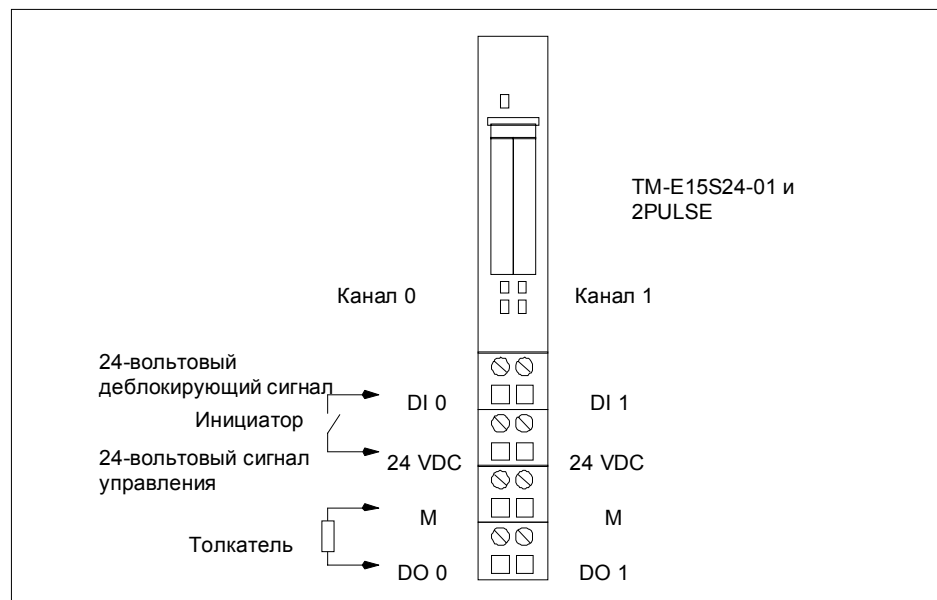 TM-E15S24-01 и
2PULSE
Канал 0
Канал 1
24-вольтовый
деблокирующий сигнал
DI 0
DI 1
Инициатор
24-вольтовый сигнал
управления
24 VDC
24 VDC
M
M
Толкатель
DO 0
DO 1